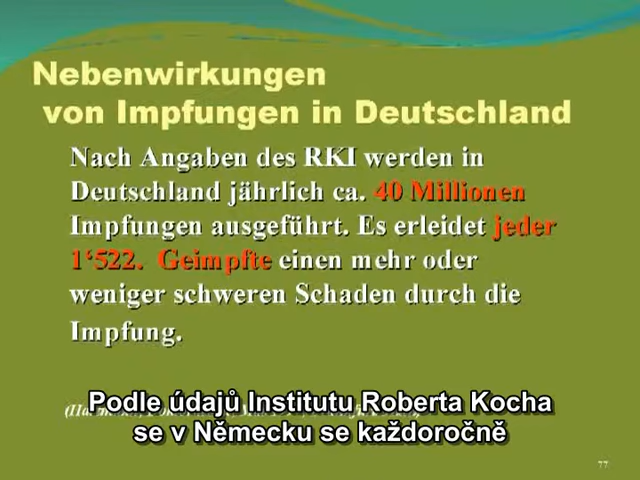 Nebenwirkungen
von Impfungen in Deutschland
Nach Angaben des RKI werden in
Deutschland jährlich ca. 40 Millionen
Impfungen ausgeführt. Es erleidet jeder
1‘522. Geimpfte einen mehr oder
weniger schweren Schaden durch die
Impfung.
Podle údajů Institutu Roberta Kocha
se v Německu se každoročně
77